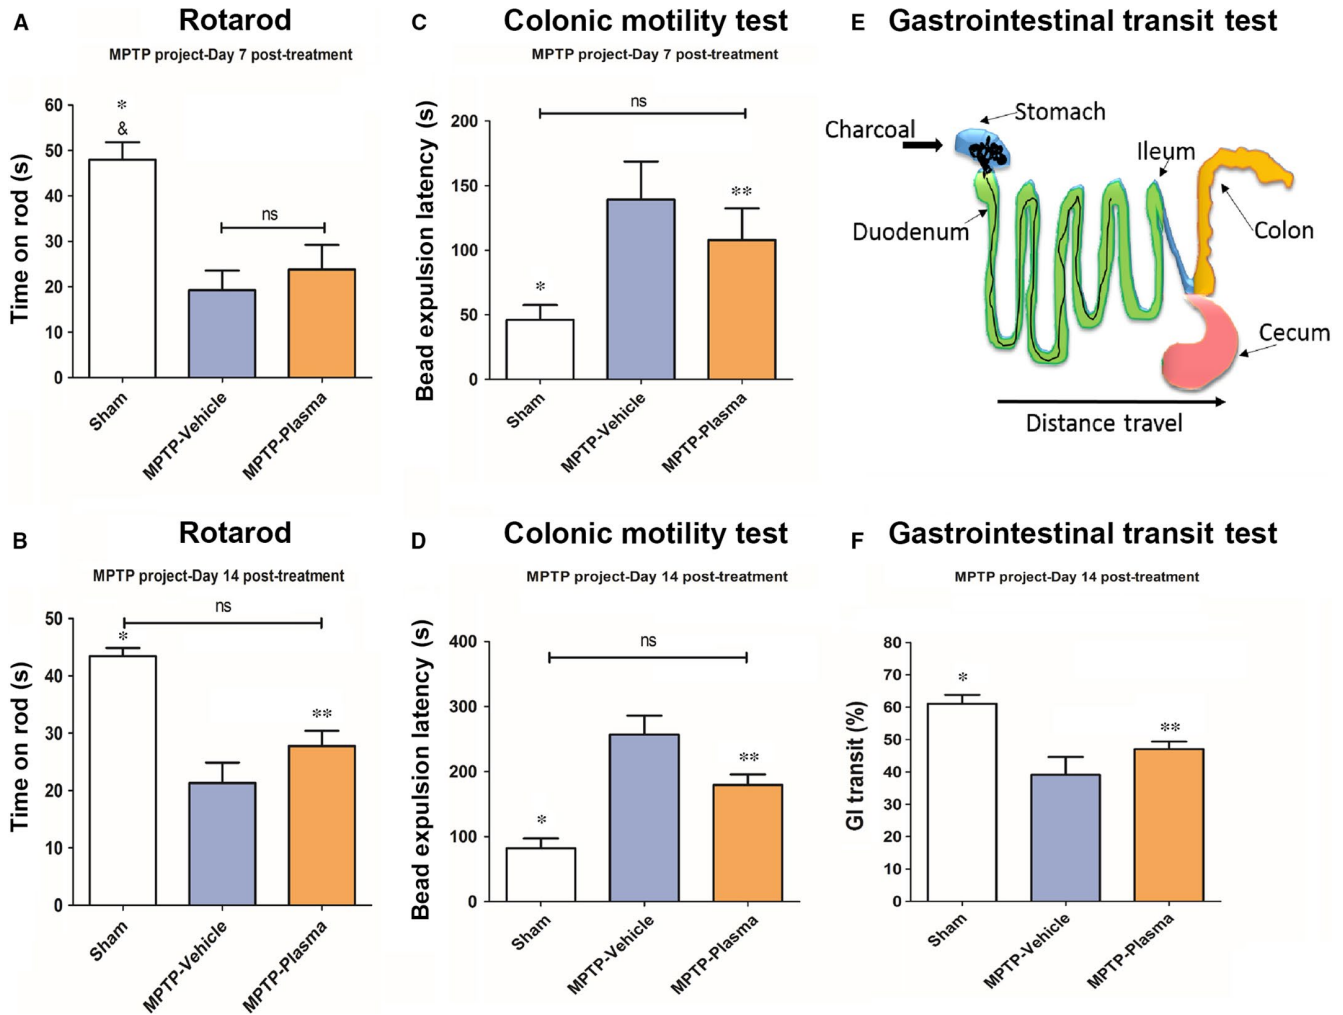 A
Rotarod
MPTP project-Day 7 post-treatment
Time on rod (s)
60
50
40
30
20
10
0
*
&
ns
Sham
MPTP-Vehicle
MPTP-Plasma
C
Colonic motility test
MPTP project-Day 7 post-treatment
Bead expulsion latency (s)
200
150
100
50
0
ns
*
**
Sham
MPTP-Vehicle
MPTP-Plasma
E
Gastrointestinal transit test
Charcoal
Stomach
Ileum
Duodenum
Colon
Cecum
Distance travel
B
Rotarod
MPTP project-Day 14 post-treatment
Time on rod (s)
50
40
30
20
10
0
ns
*
**
Sham
MPTP-Vehicle
MPTP-Plasma
D
Colonic motility test
MPTP project-Day 14 post-treatment
Bead expulsion latency (s)
400
300
200
100
0
ns
*
**
Sham
MPTP-Vehicle
MPTP-Plasma
F
Gastrointestinal transit test
MPTP project-Day 14 post-treatment
GI transit (%)
80
70
60
50
40
30
20
10
0
*
**
Sham
MPTP-Vehicle
MPTP-Plasma